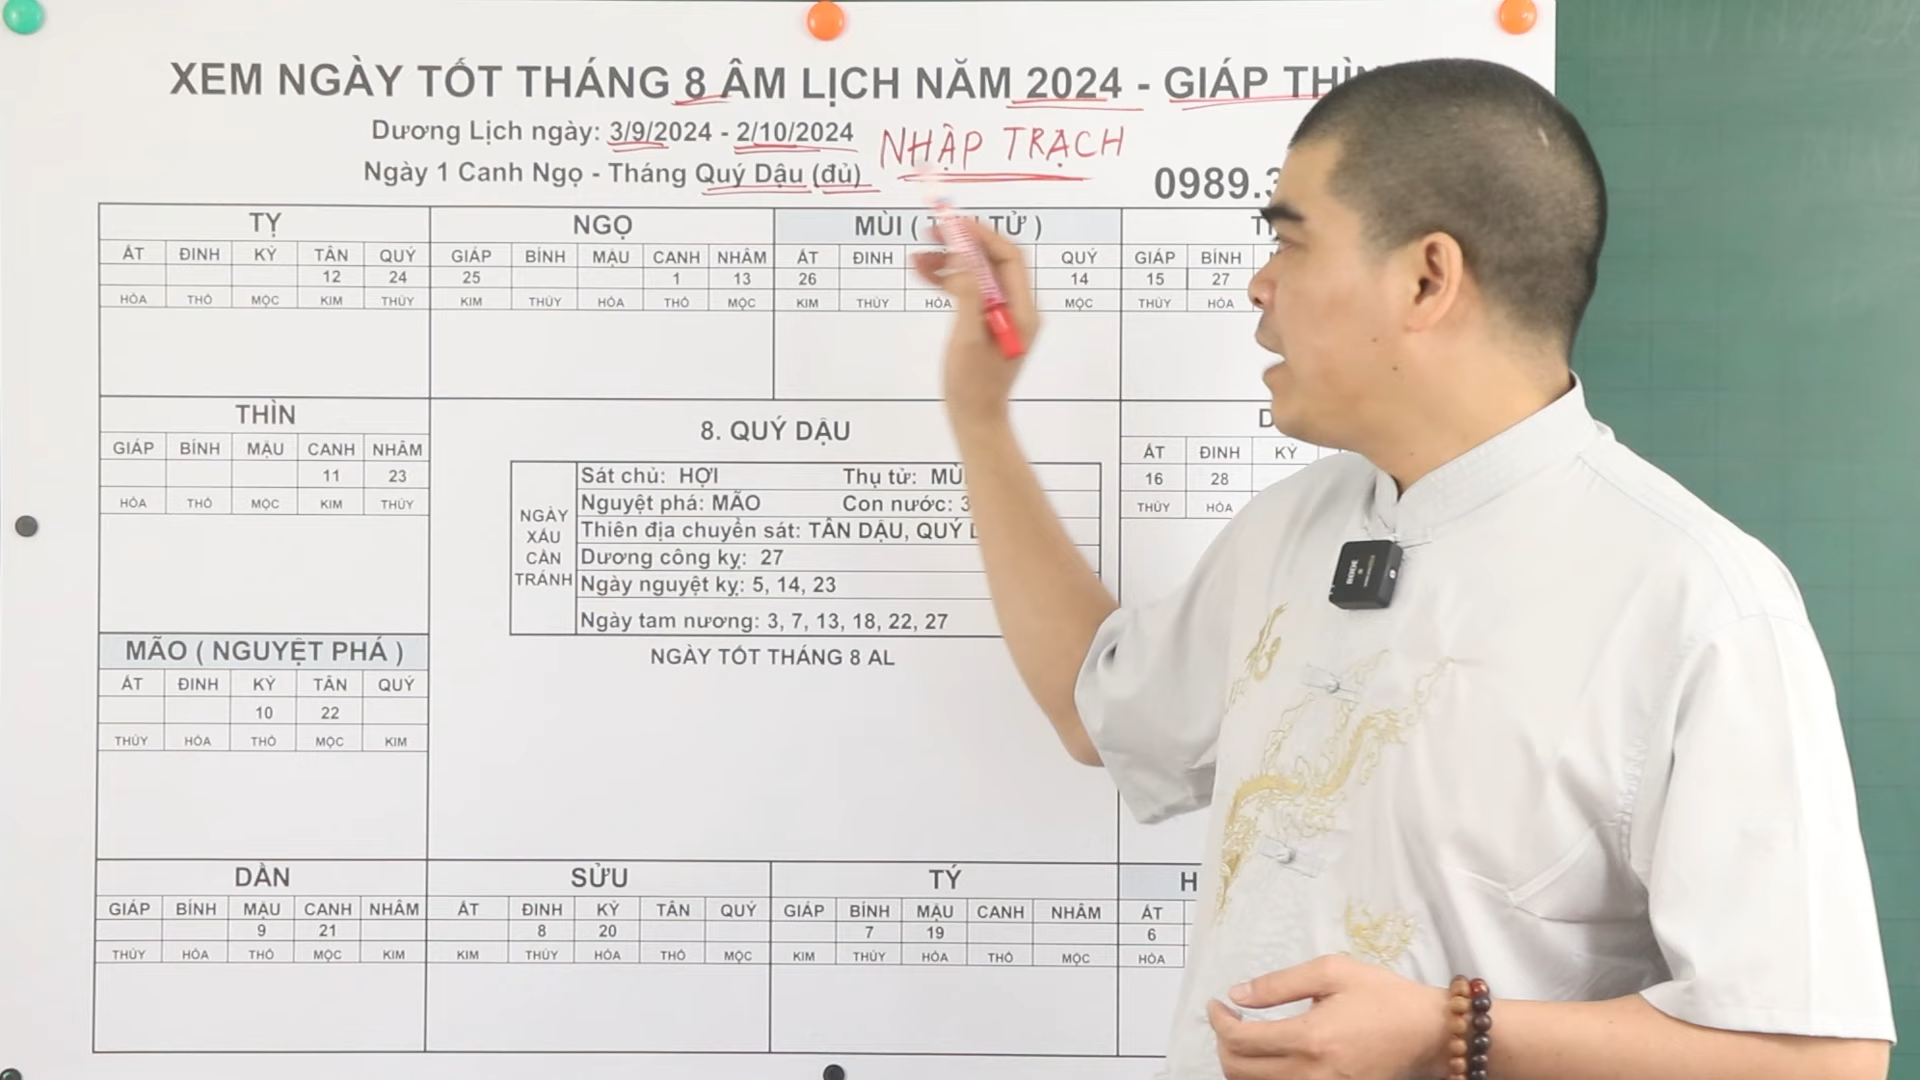 XEM NGÀY TỐT THÁNG 8 ÂM LỊCH NĂM 2024 - GIÁP
Dương Lịch ngày: 3/9/2024 - 2/10/2024
NHẬP TRẠCH
Ngày 1 Canh Ngọ - Tháng Quý Dậu (đủ)
0989.
TỴ NGỌ MÙI ( TỬ )
ẤT ĐINH KỶ TÂN QUÝ GIÁP BÍNH MẬU CANH NHÂM ẤT ĐINH QUÝ GIÁP BÍNH
12 24 25 1 13 26 14 15 27
HỎA THỔ MỘC KIM THỦY KIM THỦY HỎA THỔ MỘC KIM THỦY HỎA MỘC THỦY HỎA
THÌN
GIÁP BÍNH MẬU CANH NHÂM
11 23
HỎA THỔ MỘC KIM THỦY
8. QUÝ DẬU
NGÀY XẤU CẦN TRÁNH
Sát chủ: HỢI Thụ tử:
Nguyệt phá: MÃO Con nước:
Thiên địa chuyển sát: TÂN DẬU, QUÝ
Dương công kỵ: 27
Ngày nguyệt kỵ: 5, 14, 23
Ngày tam nương: 3, 7, 13, 18, 22, 27
NGÀY TỐT THÁNG 8 AL
ẤT ĐINH KỶ
16 28
THỦY HỎA
MÃO ( NGUYỆT PHÁ )
ẤT ĐINH KỶ TÂN QUÝ
10 22
THỦY HỎA THỔ MỘC KIM
DẦN SỬU TÝ
GIÁP BÍNH MẬU CANH NHÂM ẤT ĐINH KỶ TÂN QUÝ GIÁP BÍNH MẬU CANH NHÂM ẤT
9 21 8 20 7 19 6
THỦY HỎA THỔ MỘC KIM KIM THỦY HỎA THỔ MỘC KIM THỦY HỎA THỔ MỘC HỎA
RODE